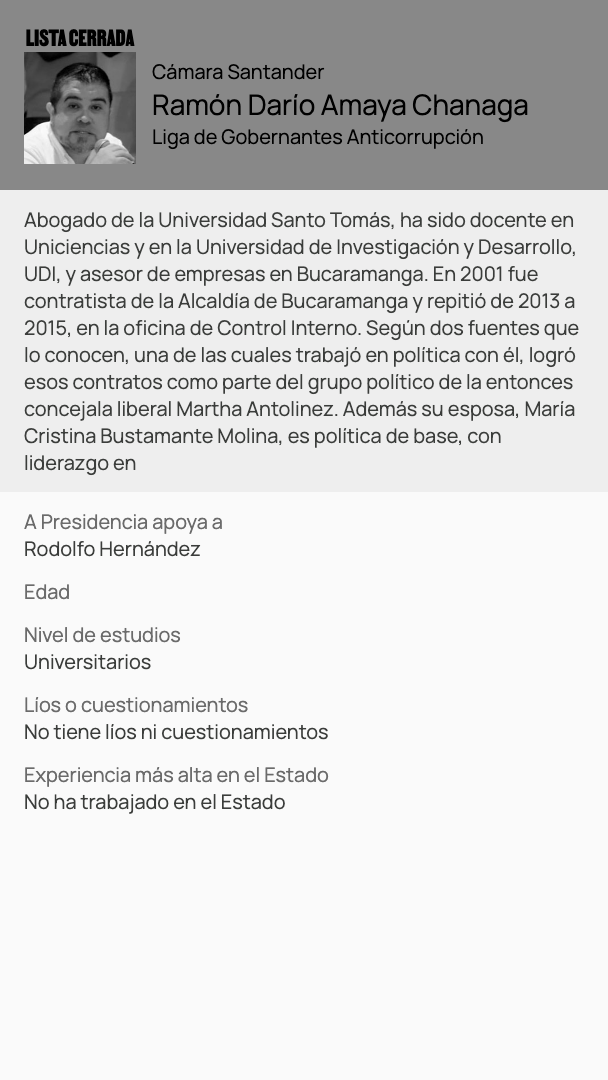 LISTA CERRADA
Cámara Santander
Ramón Darío Amaya Chanaga
Liga de Gobernantes Anticorrupción
Abogado de la Universidad Santo Tomás, ha sido docente en
Uniciencias y en la Universidad de Investigación y Desarrollo,
UDI, y asesor de empresas en Bucaramanga. En 2001 fue
contratista de la Alcaldía de Bucaramanga y repitió de 2013 a
2015, en la oficina de Control Interno. Según dos fuentes que
lo conocen, una de las cuales trabajó en política con él, logró
esos contratos como parte del grupo político de la entonces
concejala liberal Martha Antolinez. Además su esposa, María
Cristina Bustamante Molina, es política de base, con
liderazgo en
A Presidencia apoya a
Rodolfo Hernández
Edad
Nivel de estudios
Universitarios
Líos o cuestionamientos
No tiene líos ni cuestionamientos
Experiencia más alta en el Estado
No ha trabajado en el Estado